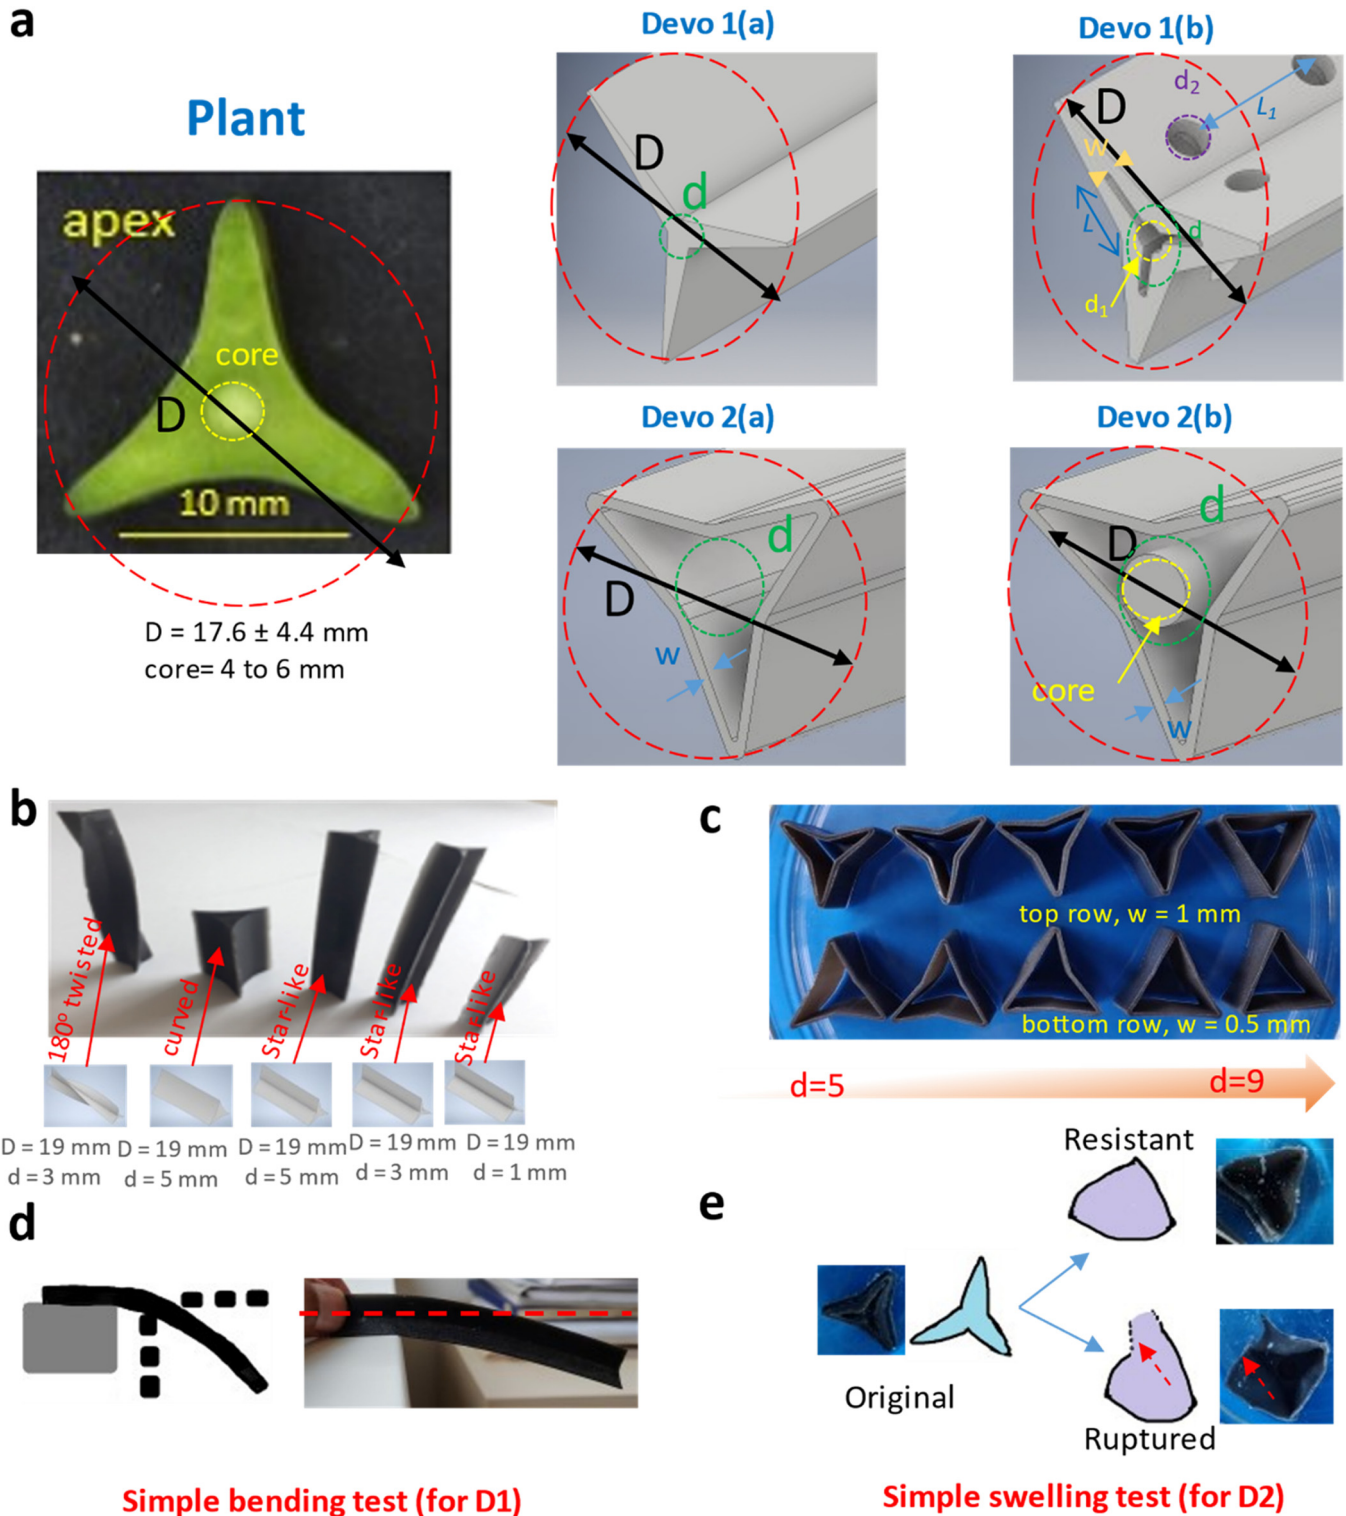 a
Plant
apex
core
D
10 mm
D = 17.6 ± 4.4 mm
core= 4 to 6 mm
Devo 1(a)
D
d
Devo 1(b)
d₂
D
L₁
w
L
d
d₁
Devo 2(a)
d
D
w
Devo 2(b)
d
D
core
w
b
180º twisted
curved
Star-like
Star-like
Star-like
D = 19 mm
d = 3 mm
D = 19 mm
d = 5 mm
D = 19 mm
d = 5 mm
D = 19 mm
d = 3 mm
D = 19 mm
d = 1 mm
c
top row, w = 1 mm
bottom row, w = 0.5 mm
d=5
d=9
d
Simple bending test (for D1)
e
Original
Resistant
Ruptured
Simple swelling test (for D2)